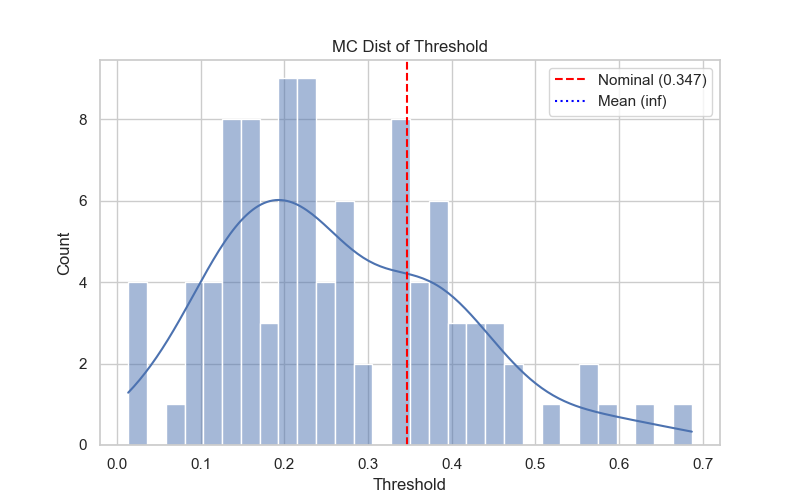 MC Dist of Threshold
Nominal (0.347)
Mean (inf)
Count
8
6
4
2
0
0.0 0.1 0.2 0.3 0.4 0.5 0.6 0.7
Threshold